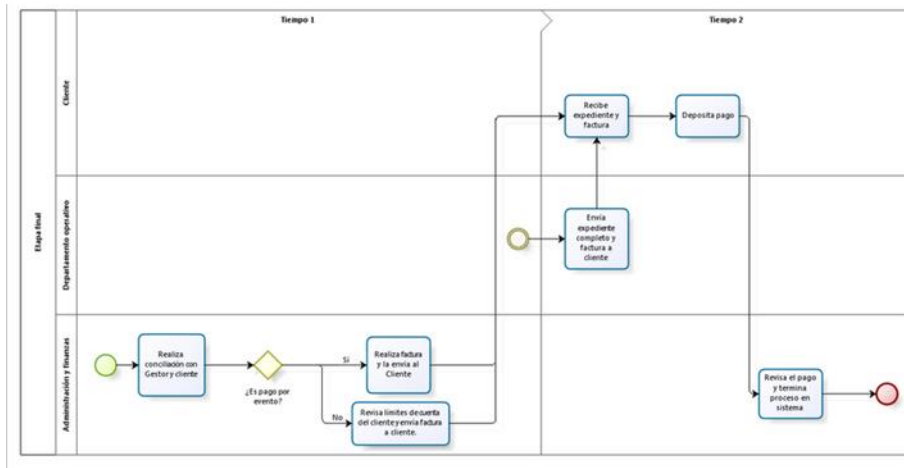 Tiempo 1
Tiempo 2
Etapa final
Cliente
Recibe
expediente y
factura
Deposita pago
Departamento operativo
Envía
expediente
completo y
factura a
cliente
Administración y finanzas
Realiza
conciliación con
Gestor y cliente
¿Es pago por
evento?
Sí
Realiza factura
y la envía al
Cliente
No
Revisa límites de cuenta
del cliente y envía factura
a cliente.
Revisa el pago
y termina
proceso en
sistema